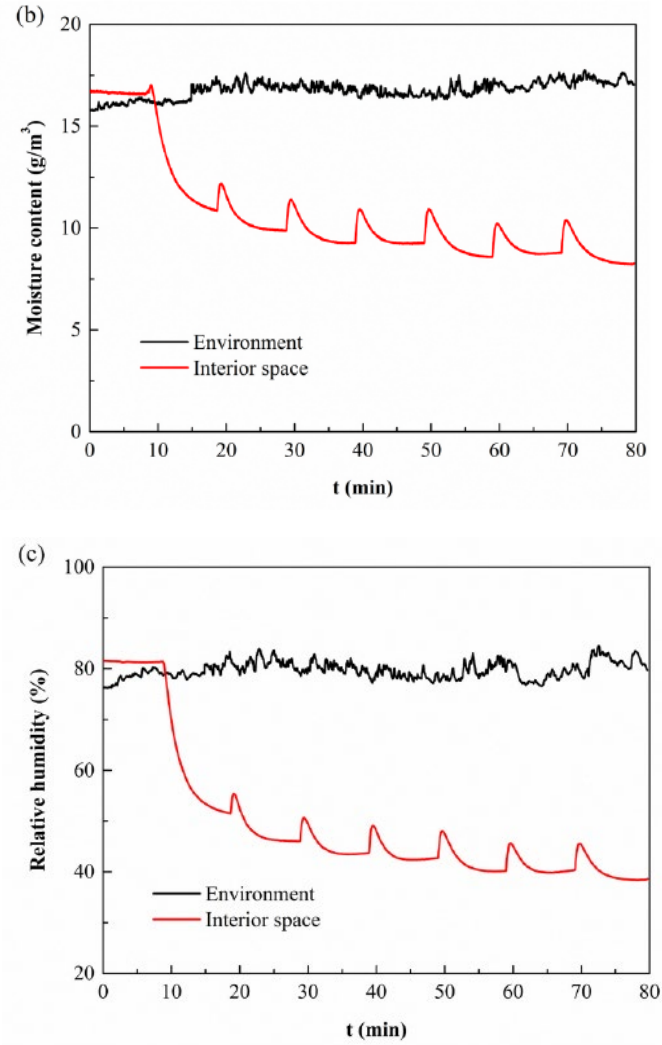 (b)
20
15
10
5
0
Moisture content (g/m³)
Environment
Interior space
0 10 20 30 40 50 60 70 80
t (min)
(c)
100
80
60
40
20
Relative humidity (%)
Environment
Interior space
0 10 20 30 40 50 60 70 80
t (min)